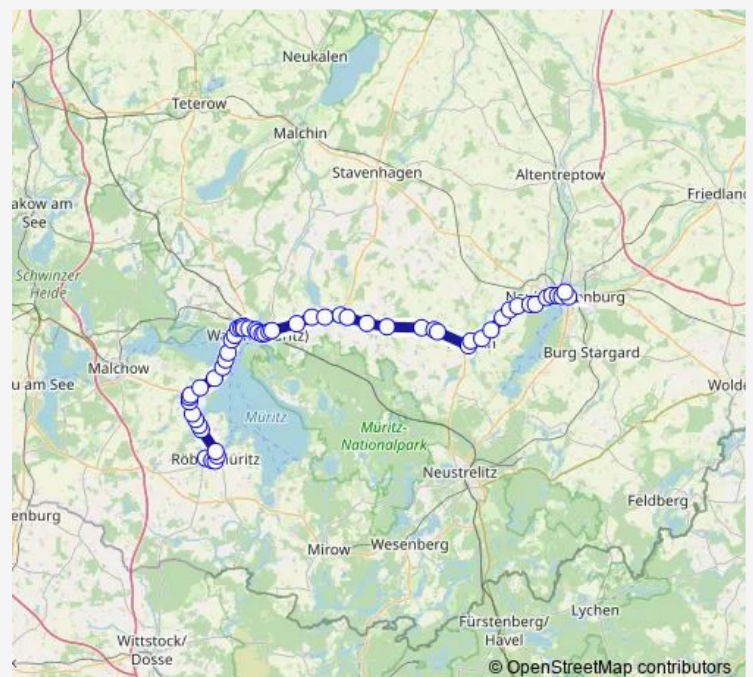 Neukalen
Teterow
Malchin
Stavenhagen
Altentreptow
Friedland
akow am
See
Schwinzer
Heide
enburg
Burg Stargard
Malchow
Wolde
u am See
Müritz
Müritz-
Nationalpark
Neustrelitz
Feldberg
enburg
Mirow
Wesenberg
Lychen
Fürstenberg/
Havel
Wittstock/
Dosse
© OpenStreetMap contributors